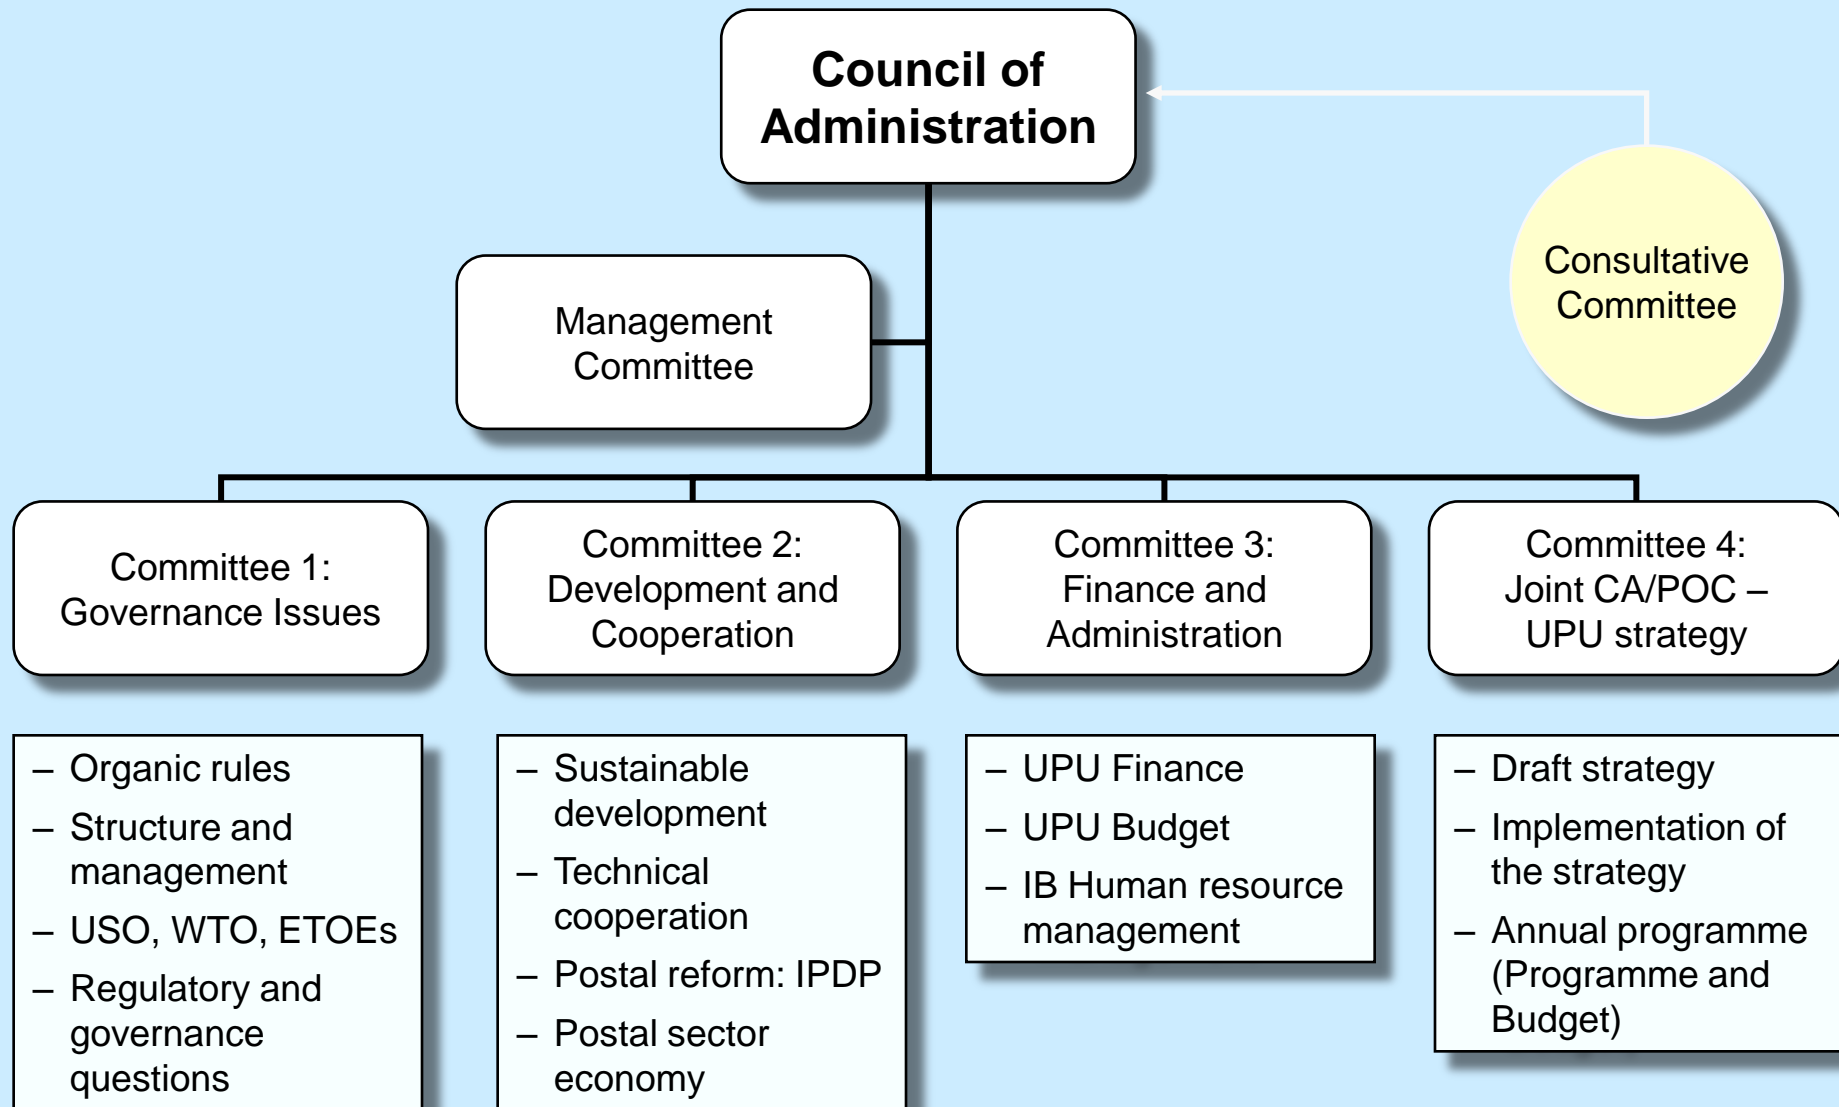 Council of
Administration
Consultative
Committee
Management
Committee
Committee 1:
Governance Issues
Committee 2:
Development and
Cooperation
Committee 3:
Finance and
Administration
Committee 4:
Joint CA/POC –
UPU strategy
– Organic rules
– Structure and
management
– USO, WTO, ETOEs
– Regulatory and
governance
questions
– Sustainable
development
– Technical
cooperation
– Postal reform: IPDP
– Postal sector
economy
– UPU Finance
– UPU Budget
– IB Human resource
management
– Draft strategy
– Implementation of
the strategy
– Annual programme
(Programme and
Budget)